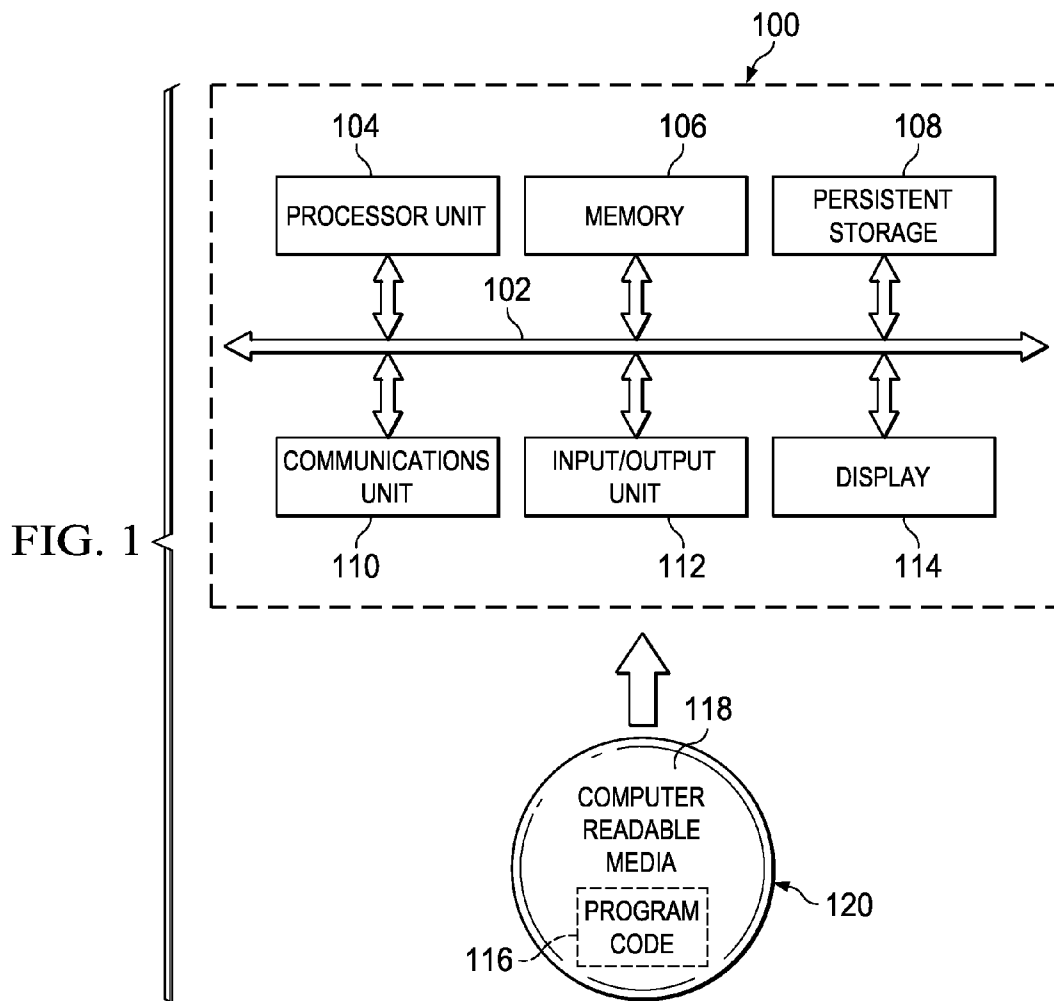 100
104
106
108
PROCESSOR UNIT
MEMORY
PERSISTENT
STORAGE
102
COMMUNICATIONS
UNIT
INPUT/OUTPUT
UNIT
DISPLAY
FIG. 1
110
112
114
118
COMPUTER
READABLE
MEDIA
120
PROGRAM
CODE
116